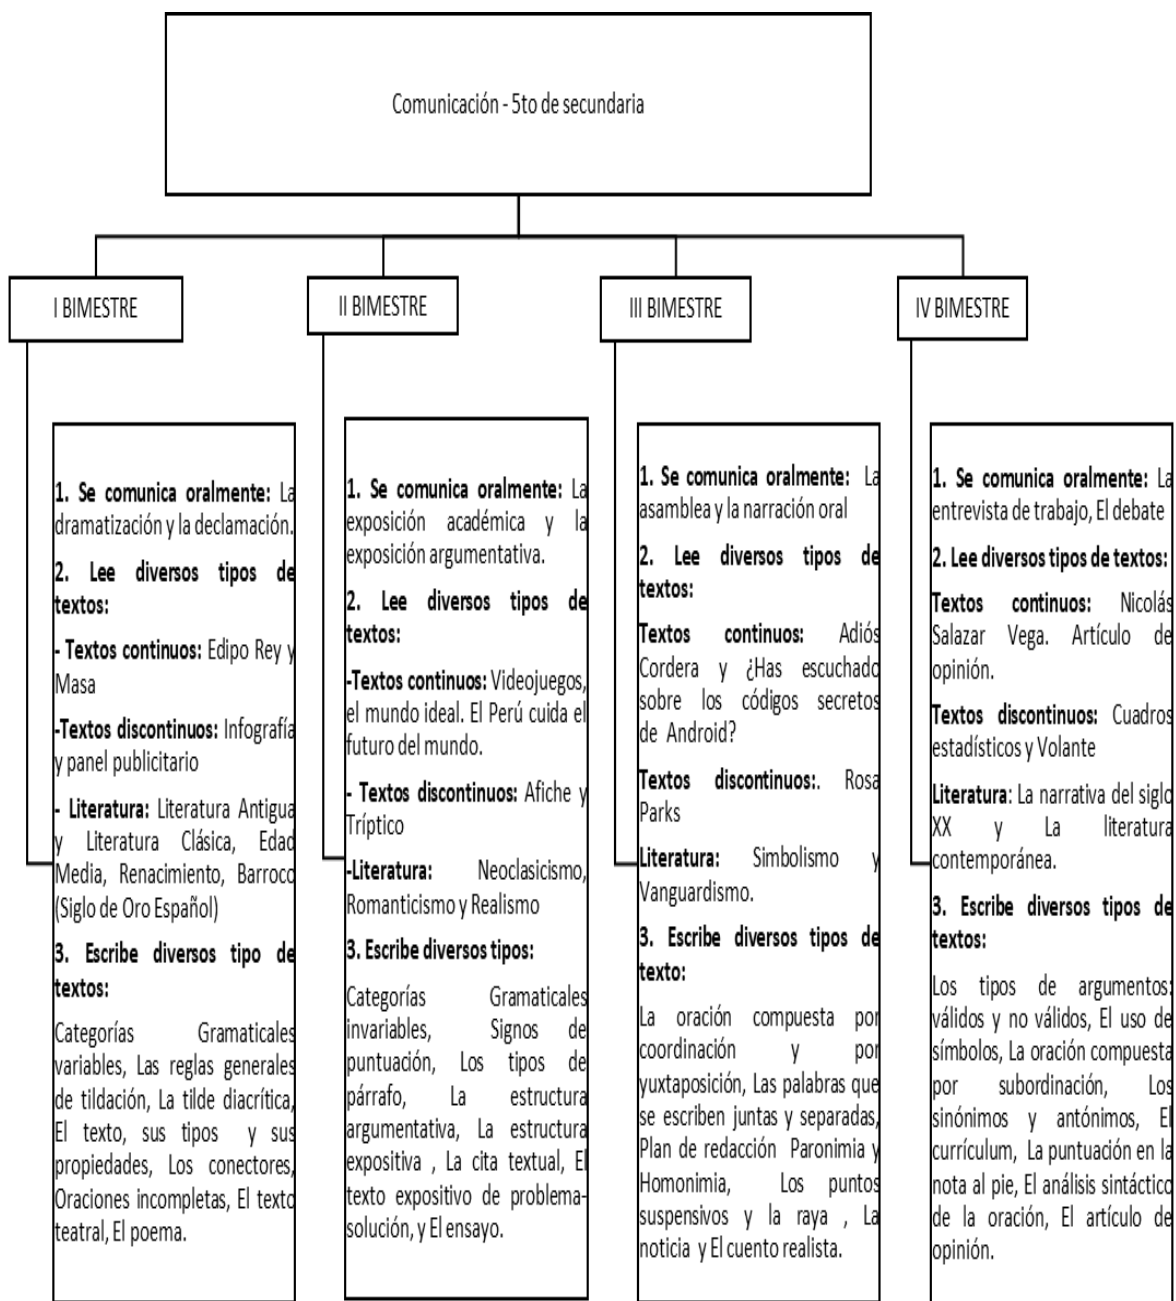 Comunicación - 5to de secundaria
I BIMESTRE
1. Se comunica oralmente: La
dramatización y la declamación.
2. Lee diversos tipos de
textos:
- Textos continuos: Edipo Rey y
Masa
-Textos discontinuos: Infografía
y panel publicitario
- Literatura: Literatura Antigua
y Literatura Clásica, Edad
Media, Renacimiento, Barroco
(Siglo de Oro Español)
3. Escribe diversos tipo de
textos:
Categorías Gramaticales
variables, Las reglas generales
de tildación, La tilde diacrítica,
El texto, sus tipos y sus
propiedades, Los conectores,
Oraciones incompletas, El texto
teatral, El poema.
II BIMESTRE
1. Se comunica oralmente: La
exposición académica y la
exposición argumentativa.
2. Lee diversos tipos de
textos:
-Textos continuos: Videojuegos,
el mundo ideal. El Perú cuida el
futuro del mundo.
- Textos discontinuos: Afiche y
Tríptico
-Literatura: Neoclasicismo,
Romanticismo y Realismo
3. Escribe diversos tipos:
Categorías Gramaticales
invariables, Signos de
puntuación, Los tipos de
párrafo, La estructura
argumentativa, La estructura
expositiva , La cita textual, El
texto expositivo de problema-
solución, y El ensayo.
III BIMESTRE
1. Se comunica oralmente: La
asamblea y la narración oral
2. Lee diversos tipos de
textos:
Textos continuos: Adiós
Cordera y ¿Has escuchado
sobre los códigos secretos
de Android?
Textos discontinuos:. Rosa
Parks
Literatura: Simbolismo y
Vanguardismo.
3. Escribe diversos tipos de
texto:
La oración compuesta por
coordinación y por
yuxtaposición, Las palabras que
se escriben juntas y separadas,
Plan de redacción Paronimia y
Homonimia, Los puntos
suspensivos y la raya , La
noticia y El cuento realista.
IV BIMESTRE
1. Se comunica oralmente: La
entrevista de trabajo, El debate
2. Lee diversos tipos de textos:
Textos continuos: Nicolás
Salazar Vega. Artículo de
opinión.
Textos discontinuos: Cuadros
estadísticos y Volante
Literatura: La narrativa del siglo
XX y La literatura
contemporánea.
3. Escribe diversos tipos de
textos:
Los tipos de argumentos:
válidos y no válidos, El uso de
símbolos, La oración compuesta
por subordinación, Los
sinónimos y antónimos, El
currículum, La puntuación en la
nota al pie, El análisis sintáctico
de la oración, El artículo de
opinión.